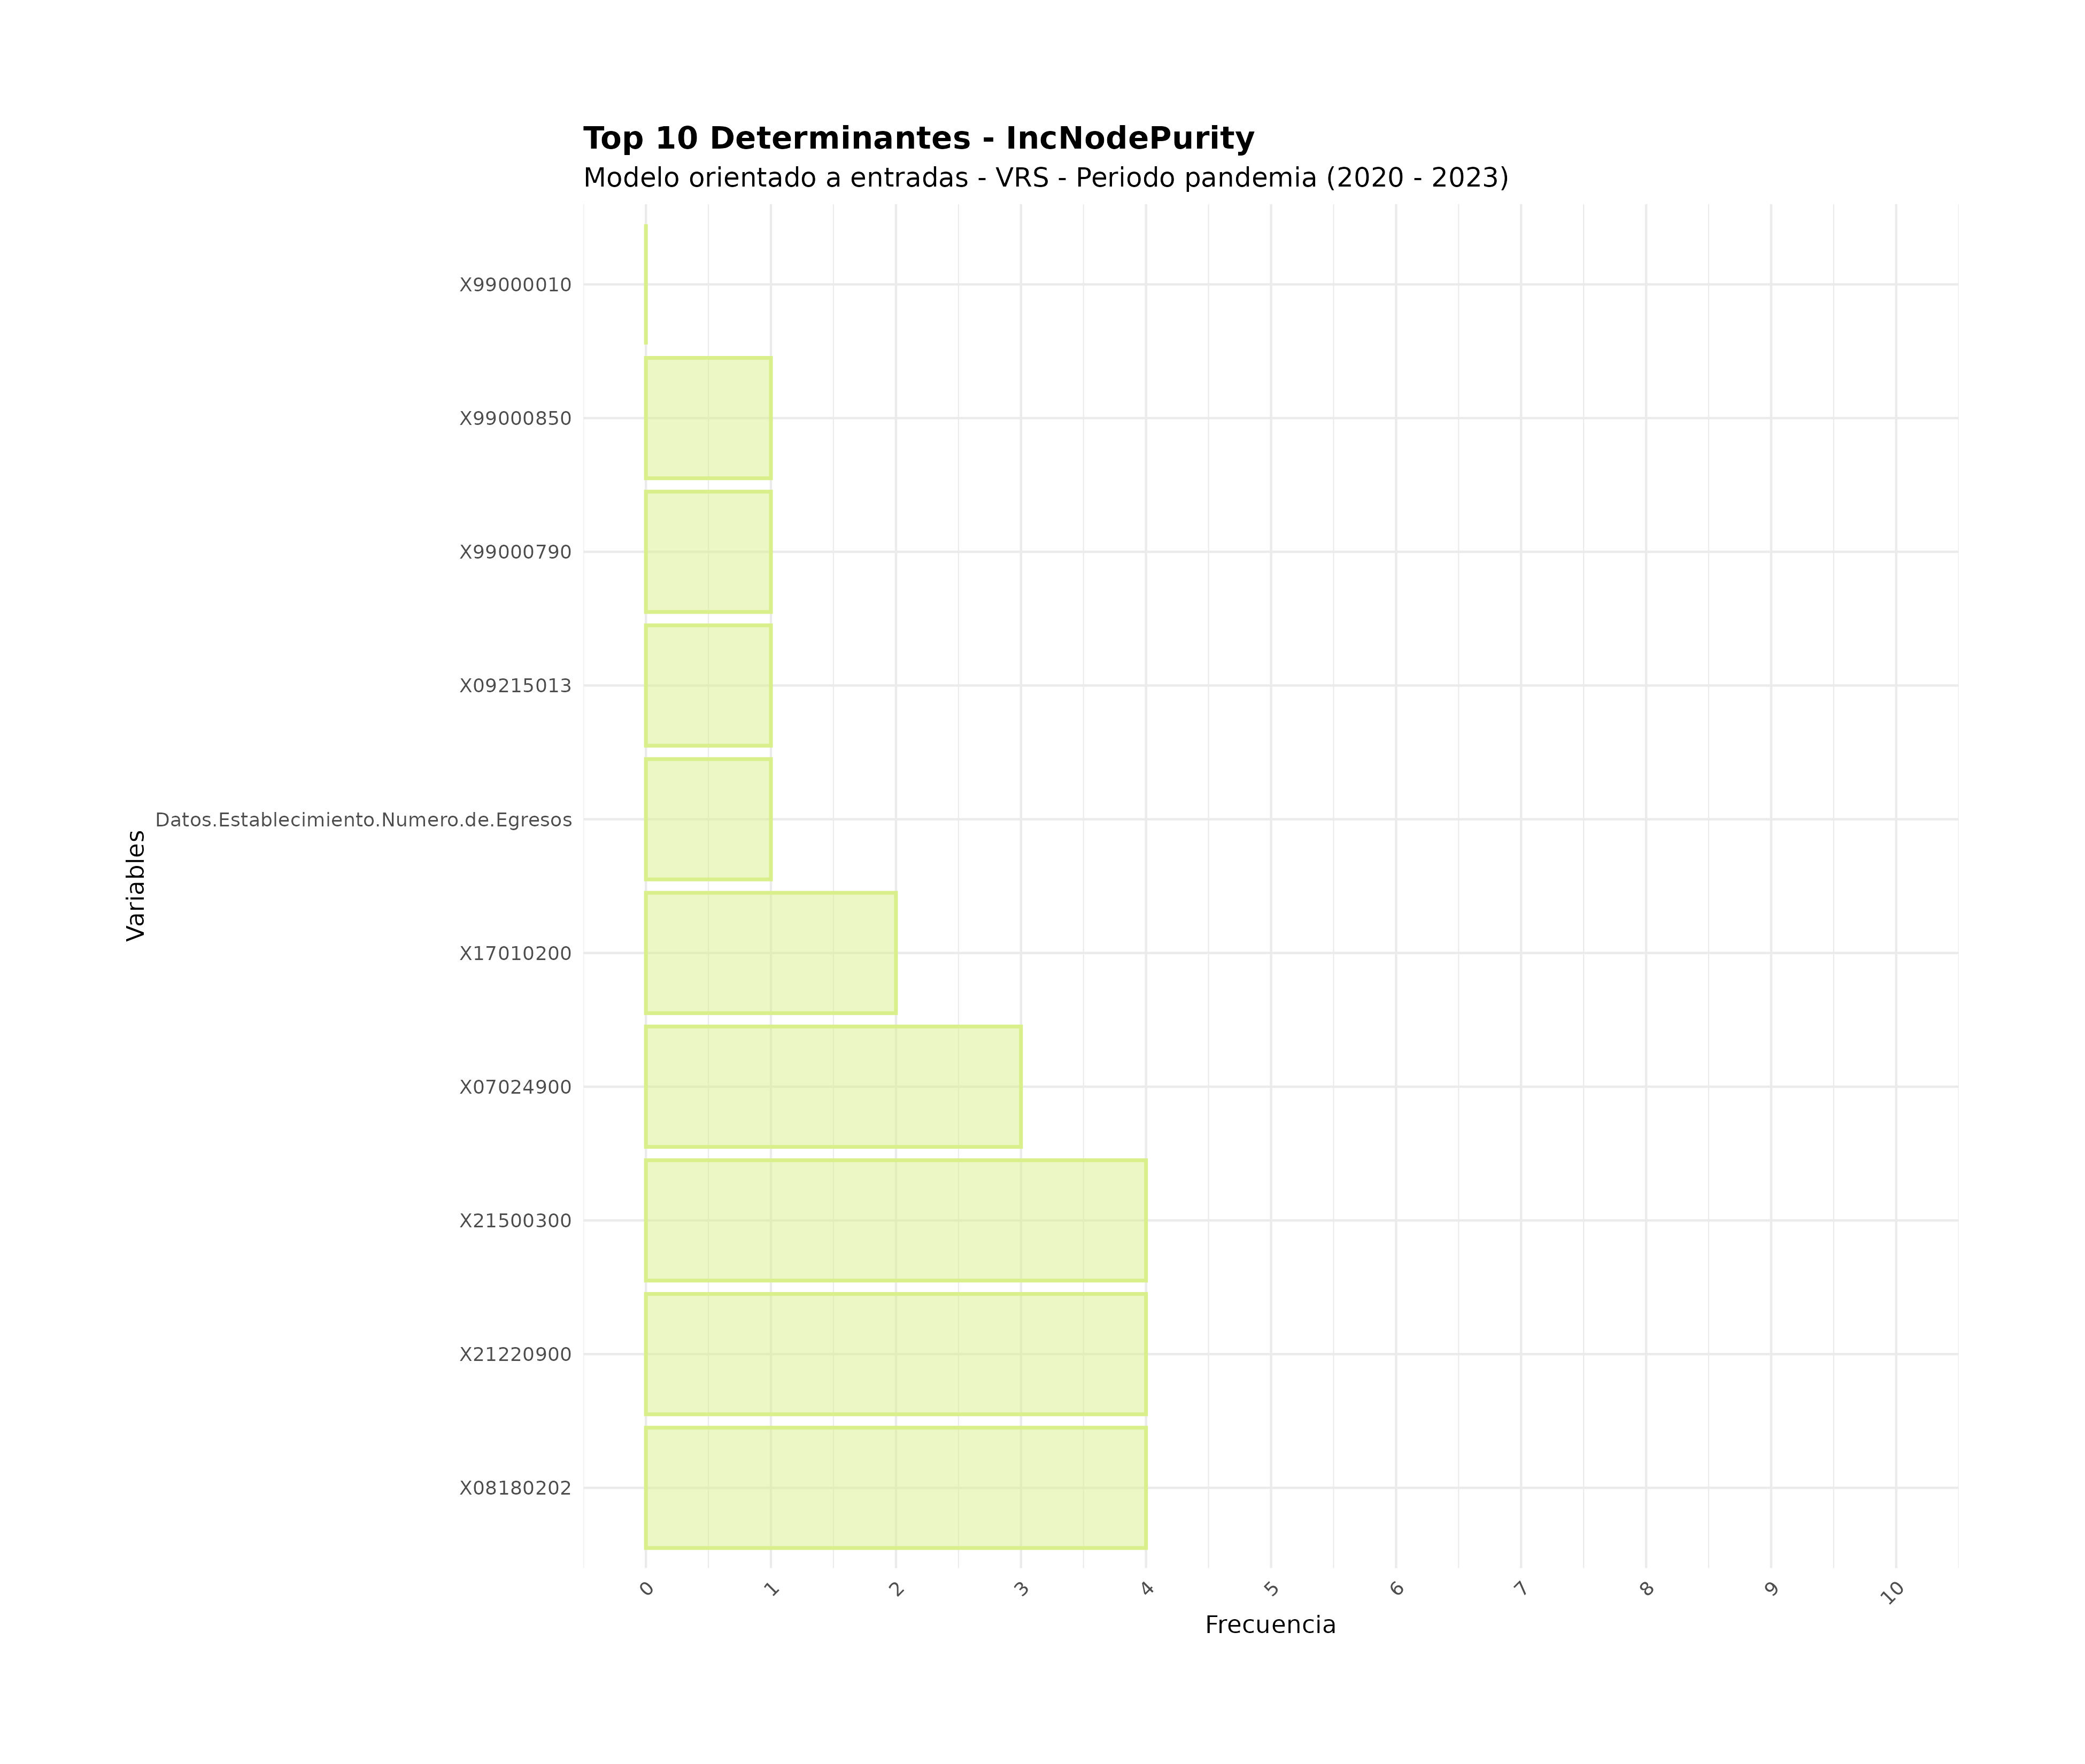 Top 10 Determinantes - IncNodePurity
Modelo orientado a entradas - VRS - Periodo pandemia (2020 - 2023)
Variables
X99000010
X99000850
X99000790
X09215013
Datos.Establecimiento.Numero.de.Egresos
X17010200
X07024900
X21500300
X21220900
X08180202
0 1 2 3 4 5 6 7 8 9 10
Frecuencia